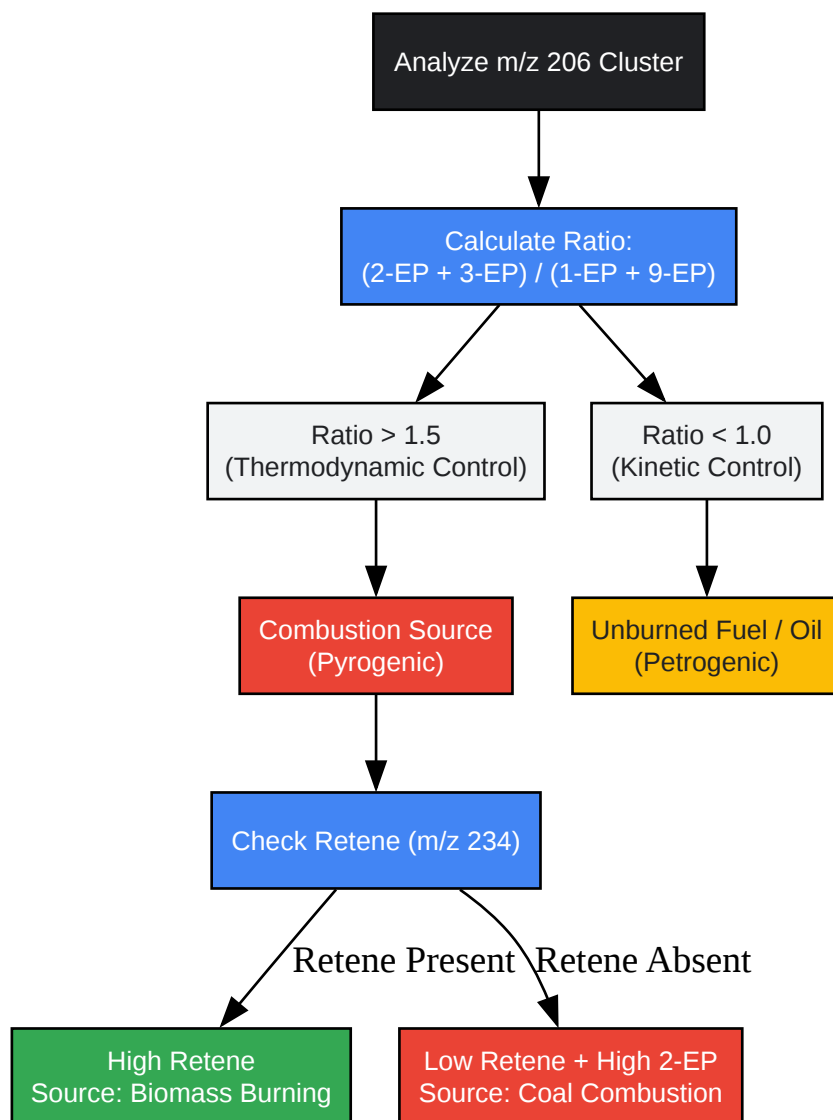 Analyze m/z 206 Cluster
Calculate Ratio:
(2-EP + 3-EP) / (1-EP + 9-EP)
Ratio > 1.5
(Thermodynamic Control)
Ratio < 1.0
(Kinetic Control)
Combustion Source
(Pyrogenic)
Unburned Fuel / Oil
(Petrogenic)
Check Retene (m/z 234)
Retene Present
Retene Absent
High Retene
Source: Biomass Burning
Low Retene + High 2-EP
Source: Coal Combustion